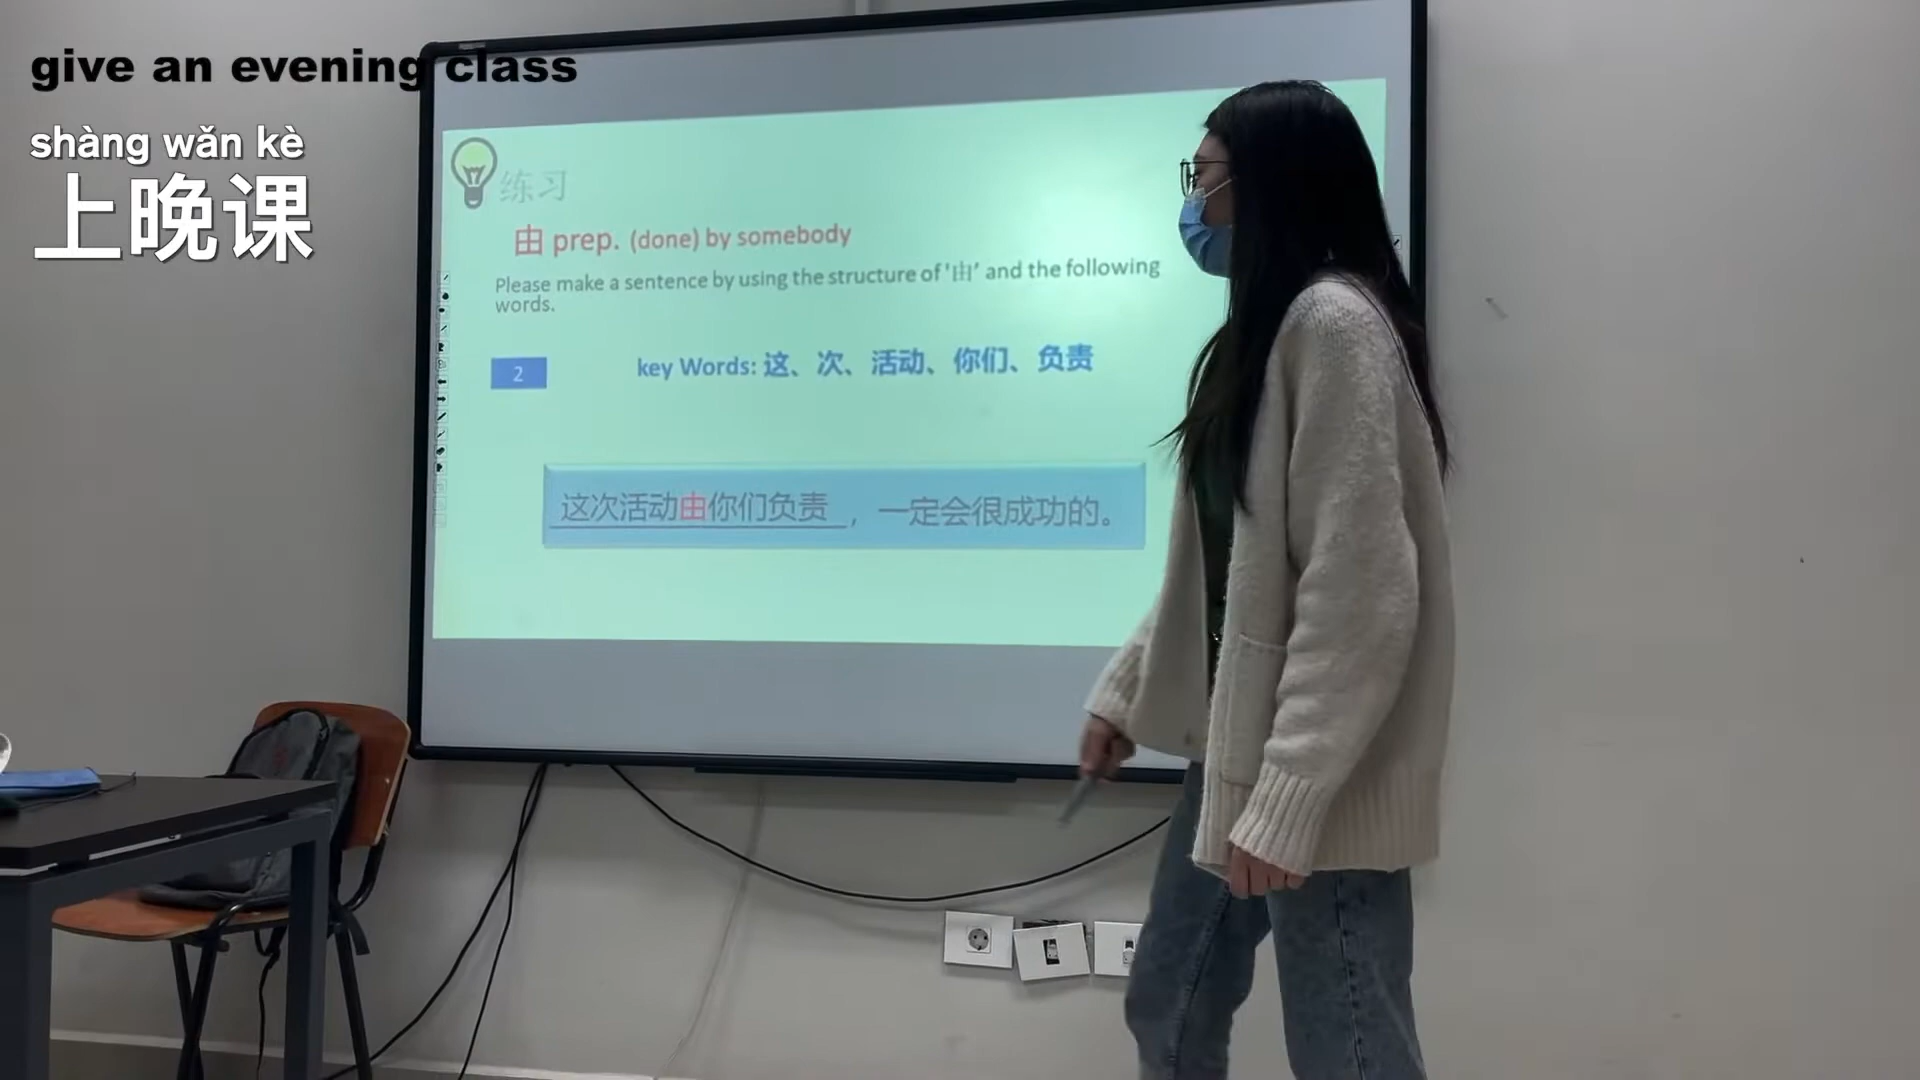 give an evening class
shàng wǎn kè
上晚课
练习
由 prep. (done) by somebody
Please make a sentence by using the structure of '由' and the following
words.
2
key Words: 这、次、活动、你们、负责
这次活动由你们负责，一定会很成功的。